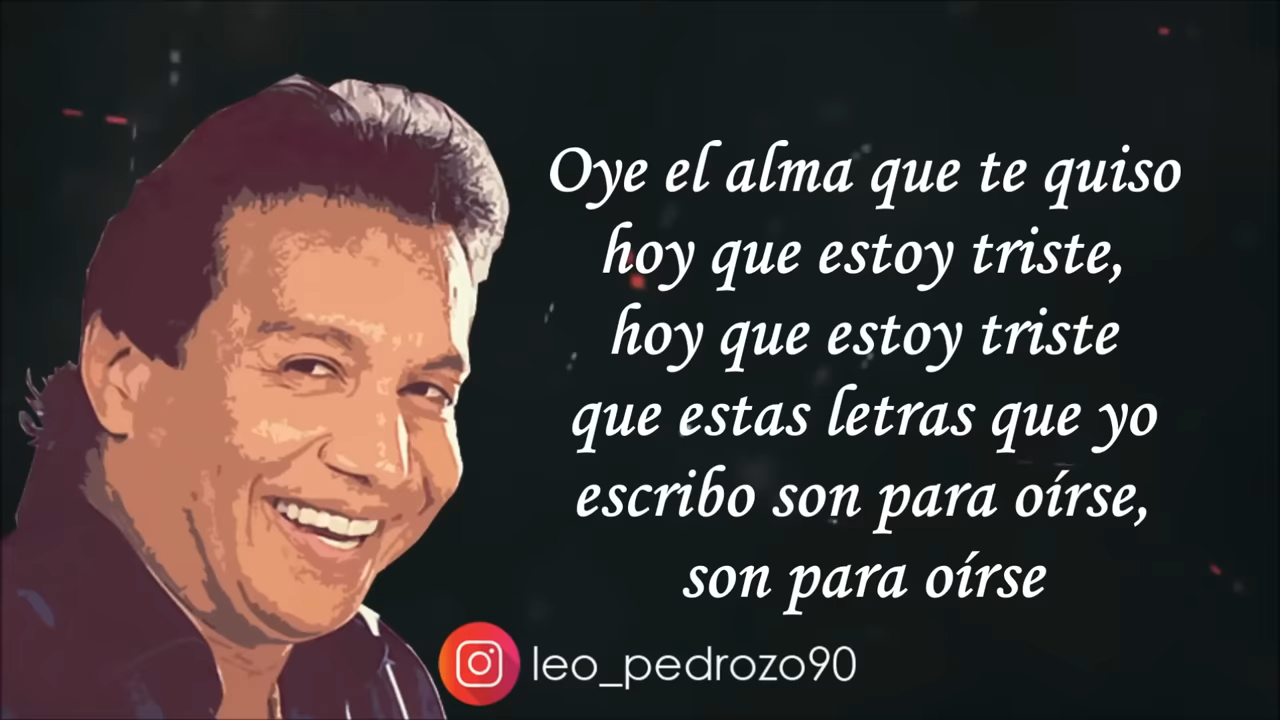 Oye el alma que te quiso
hoy que estoy triste,
hoy que estoy triste
que estas letras que yo
escribo son para oírse,
son para oírse
leo_pedrozo90